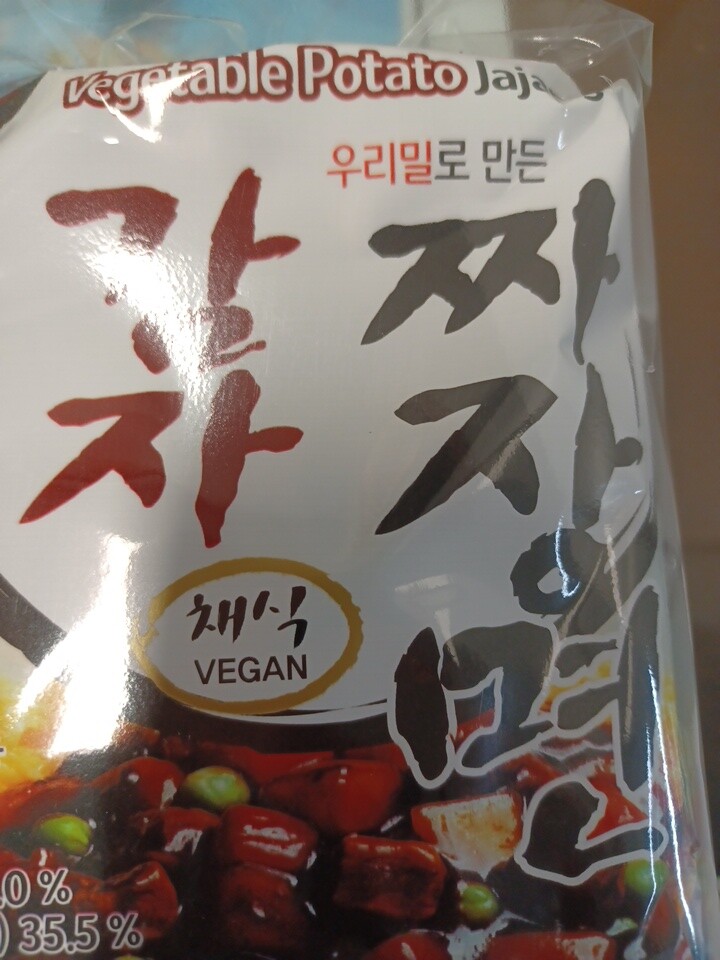 Vegetable Potato Jaja
우리밀로 만든
감자
짜장면
채식
VEGAN
.0 %
) 35.5 %